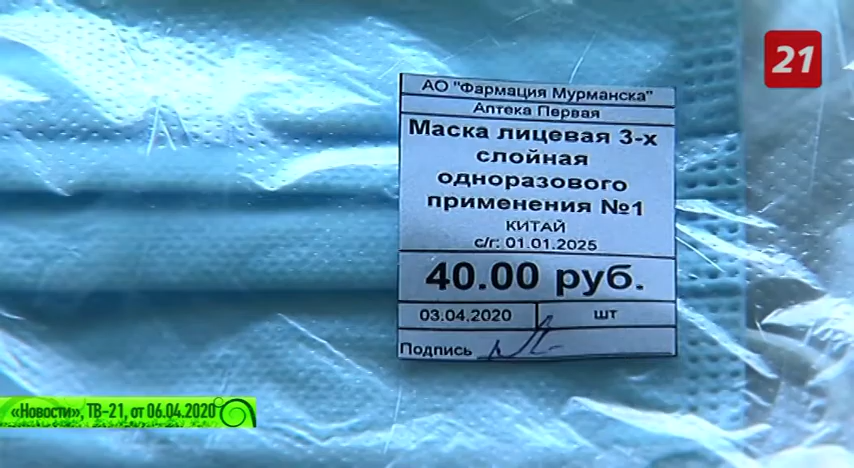 21
АО "Фармация Мурманска"
Аптека Первая
Маска лицевая 3-х
слойная
одноразового
применения №1
КИТАЙ
с/г: 01.01.2025
40.00 руб.
03.04.2020 шт
Подпись
«Новости», ТВ-21, от 06.04.2020